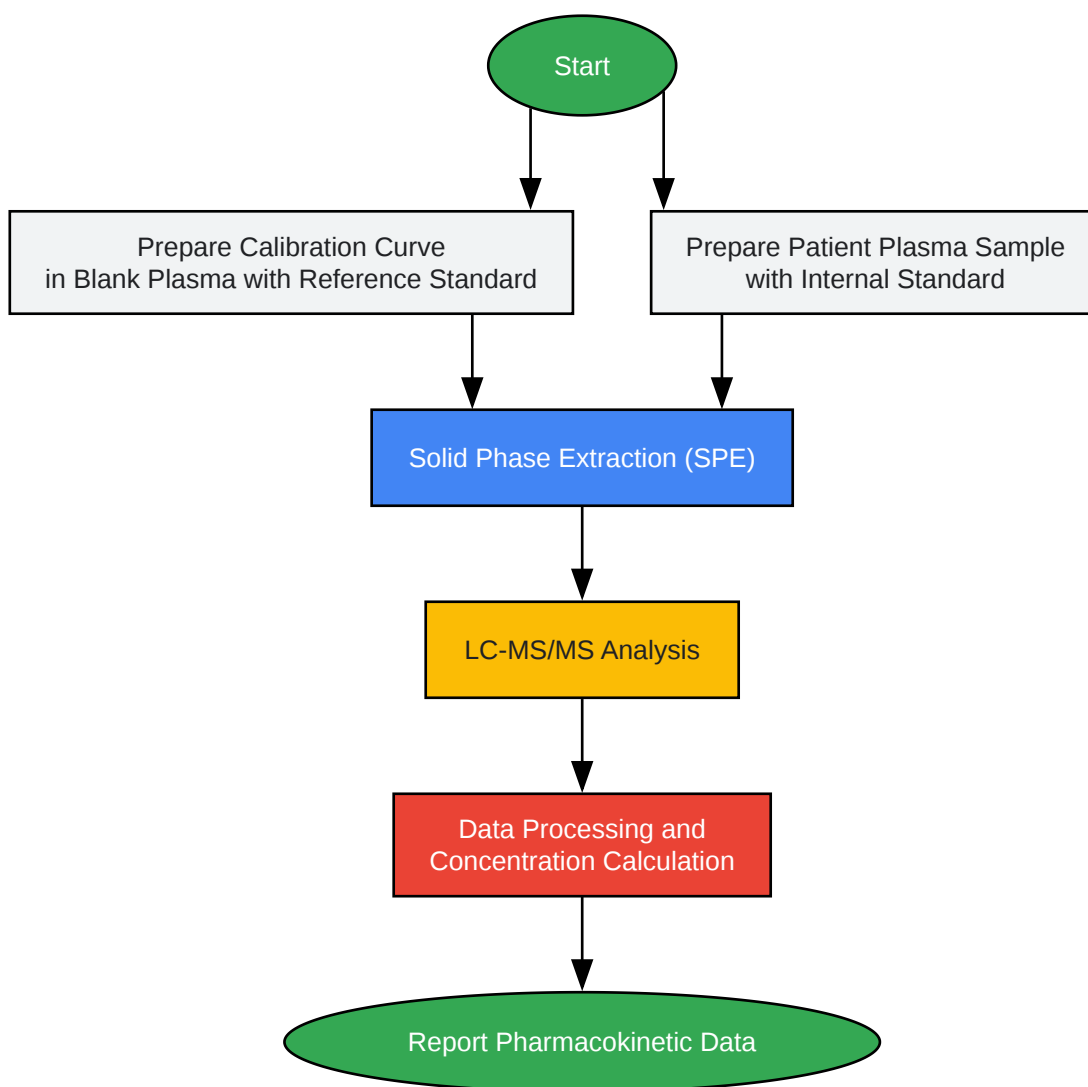 Start
Prepare Calibration Curve
in Blank Plasma with Reference Standard
Prepare Patient Plasma Sample
with Internal Standard
Solid Phase Extraction (SPE)
LC-MS/MS Analysis
Data Processing and
Concentration Calculation
Report Pharmacokinetic Data